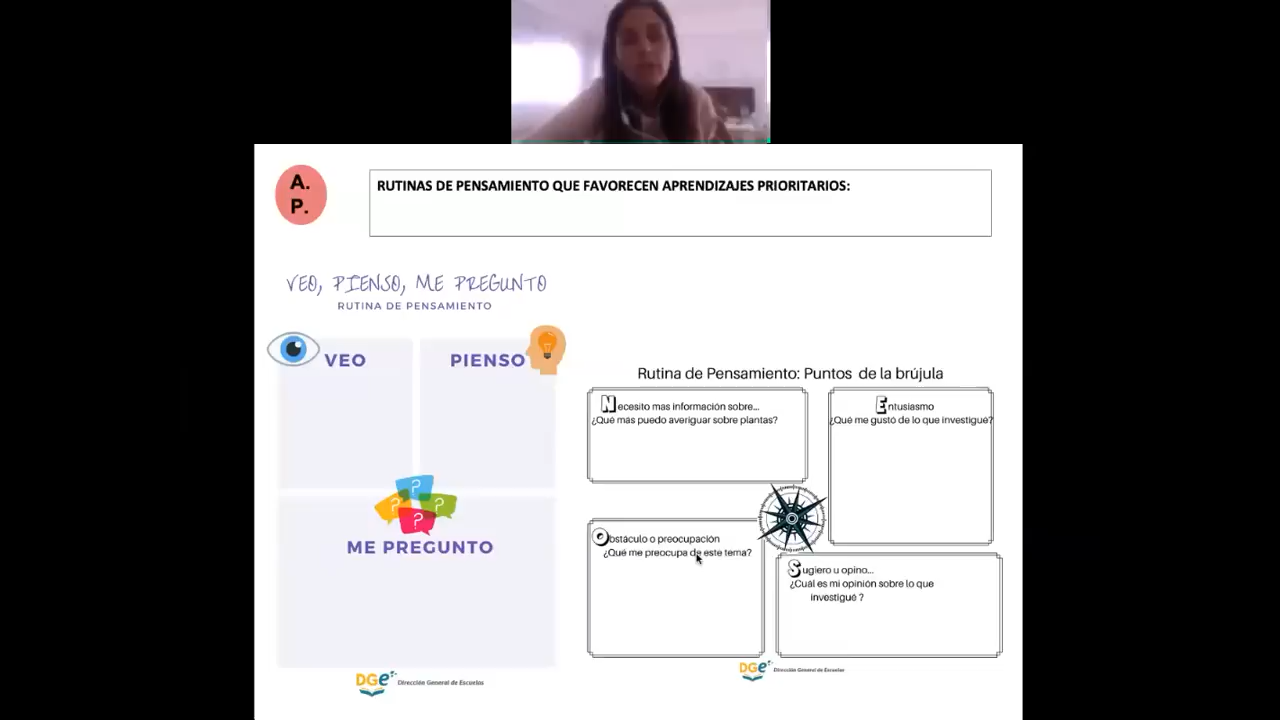 A.
P.
RUTINAS DE PENSAMIENTO QUE FAVORECEN APRENDIZAJES PRIORITARIOS:
VEO, PIENSO, ME PREGUNTO
RUTINA DE PENSAMIENTO
VEO
PIENSO
? ? ? ?
ME PREGUNTO
DGe Dirección General de Escuelas
Rutina de Pensamiento: Puntos de la brújula
Necesito mas información sobre...
¿Qué más puedo averiguar sobre plantas?
Entusiasmo
¿Qué me gustó de lo que investigué?
Obstáculo o preocupación
¿Qué me preocupa de este tema?
Sugiero u opino...
¿Cuál es mi opinión sobre lo que
investigué ?
DGe Dirección General de Escuelas